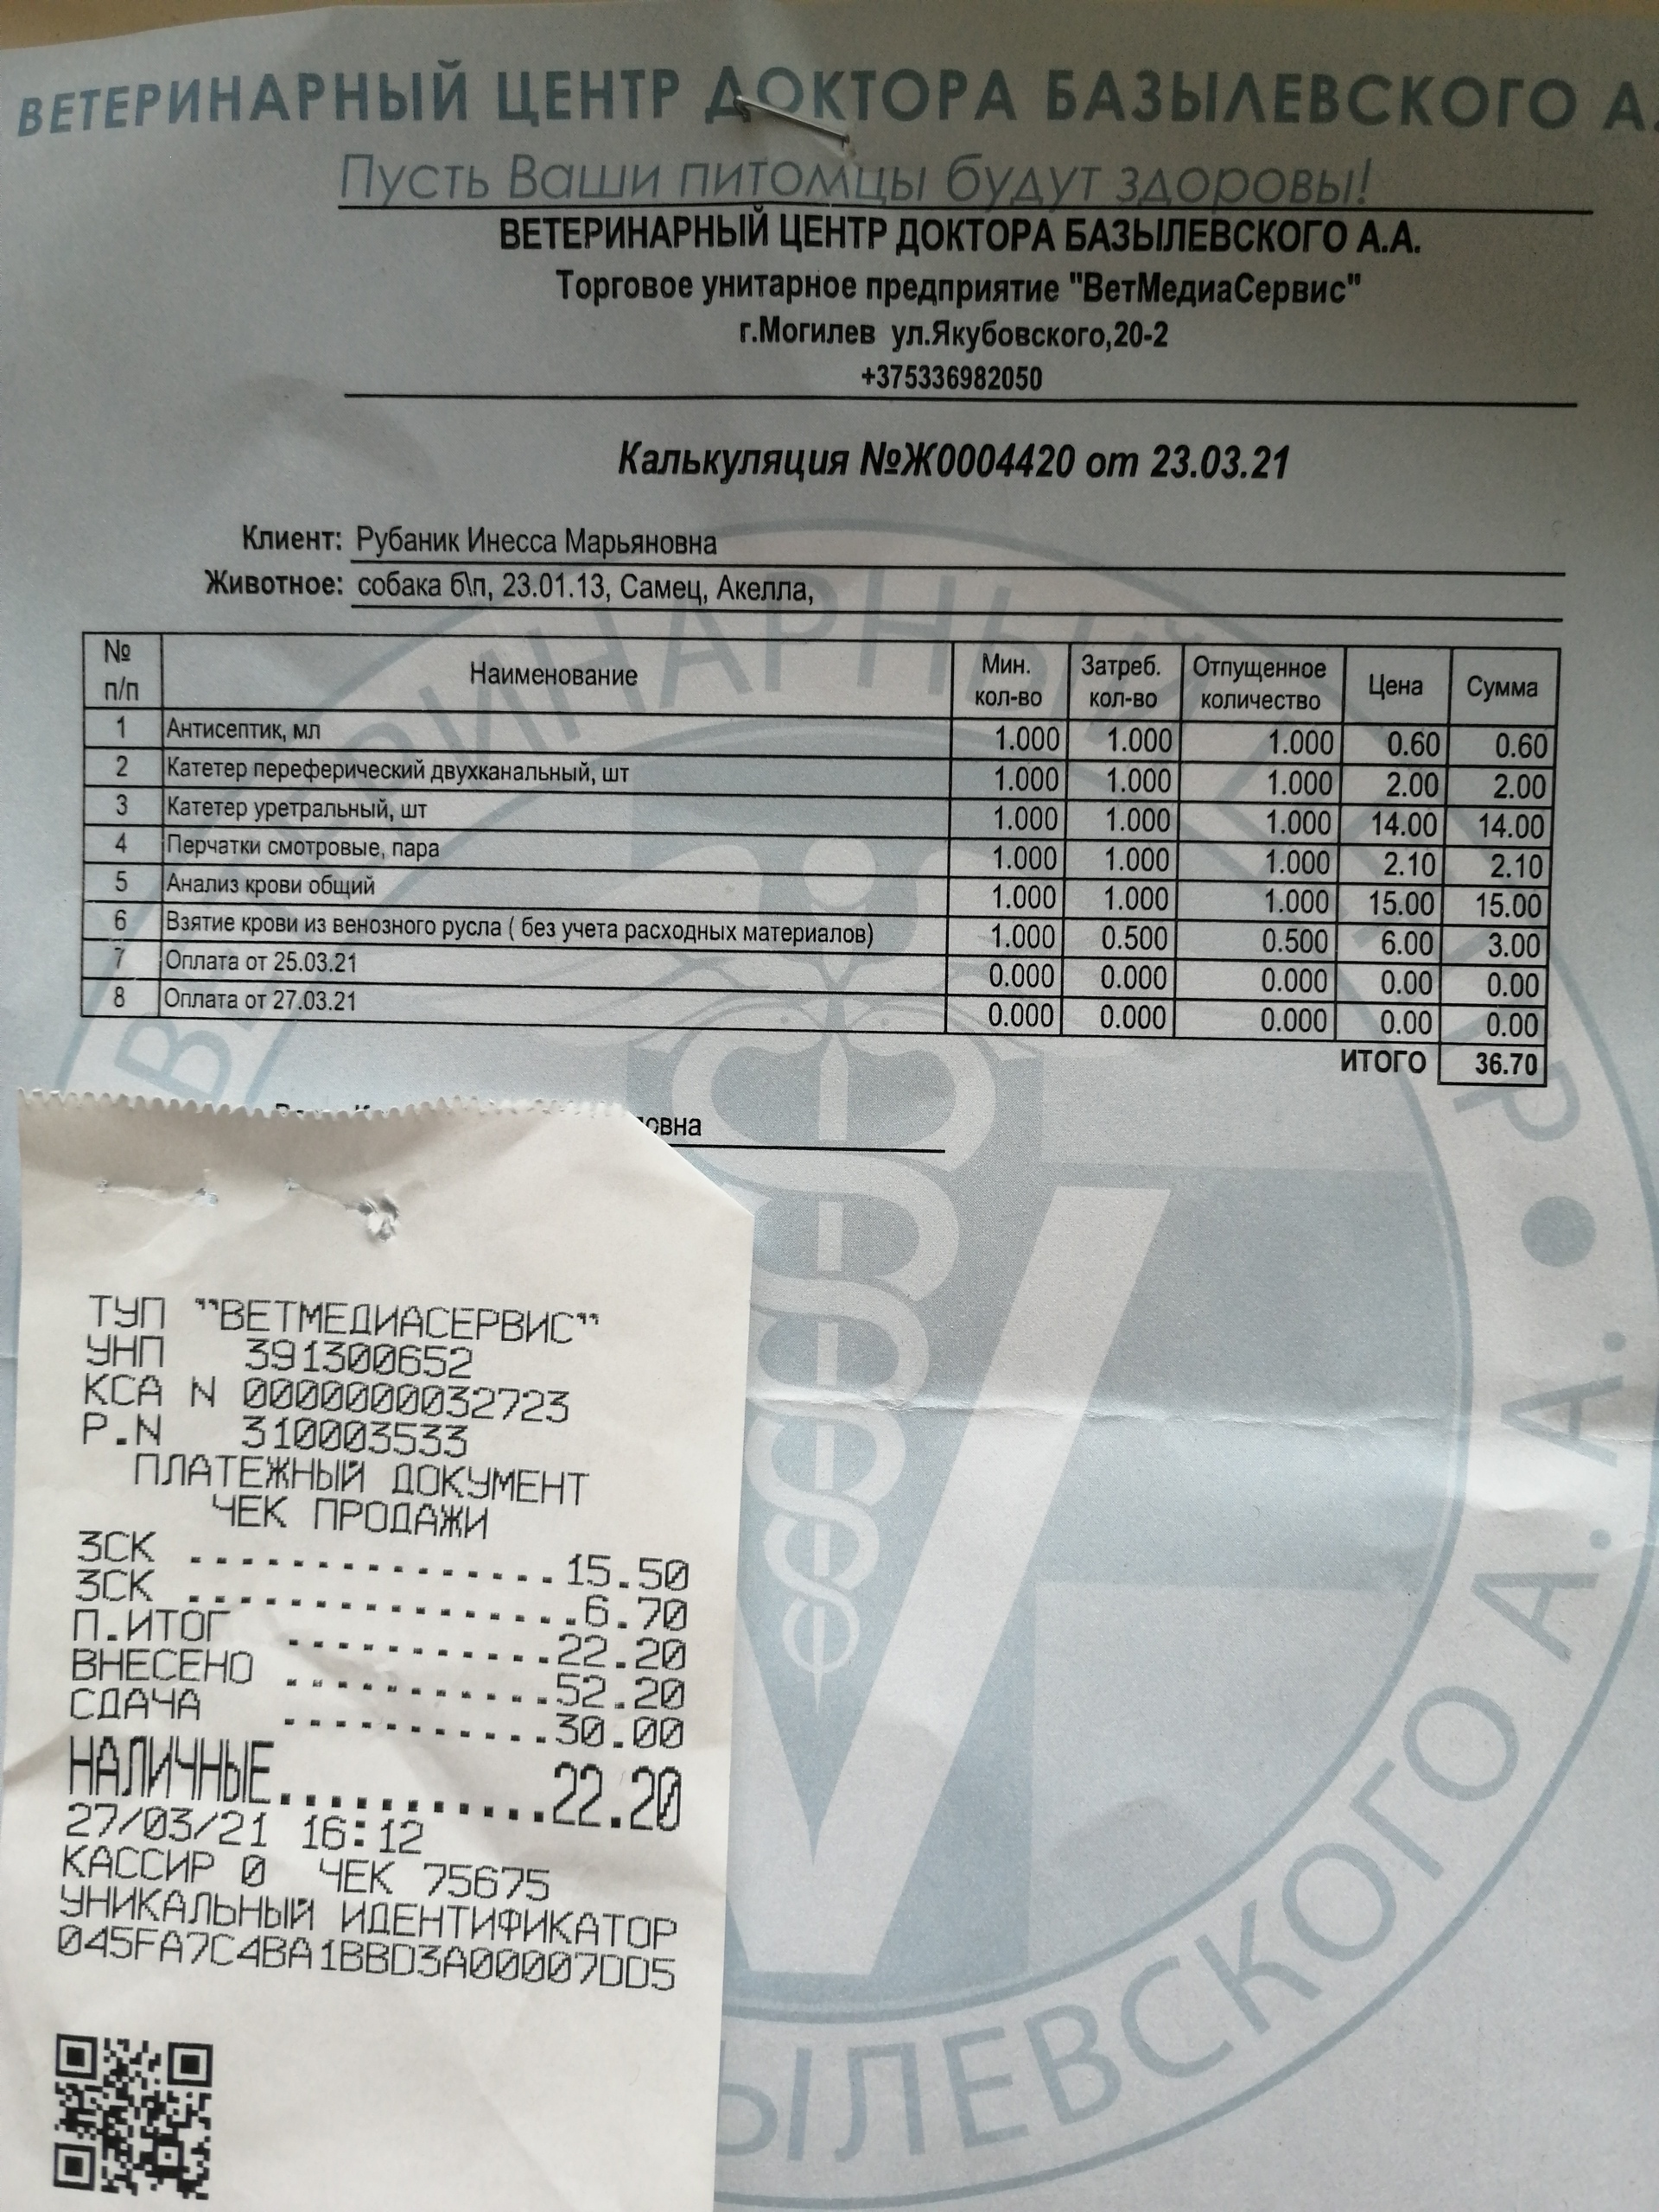 ВЕТЕРИНАРНЫЙ ЦЕНТР ДОКТОРА БАЗЫЛЕВСКОГО А.
Пусть Ваши питомцы будут здоровы!
ВЕТЕРИНАРНЫЙ ЦЕНТР ДОКТОРА БАЗЫЛЕВСКОГО А.А.
Торговое унитарное предприятие "ВетМедиаСервис"
г.Могилев ул.Якубовского,20-2
+375336982050
Калькуляция №Ж0004420 от 23.03.21
Клиент: Рубаник Инесса Марьяновна
Животное: собака б\п, 23.01.13, Самец, Акелла,
№ п/п Наименование Мин. кол-во Затреб. кол-во Отпущенное количество Цена Сумма
1 Антисептик, мл 1.000 1.000 1.000 0.60 0.60
2 Катетер переферический двухканальный, шт 1.000 1.000 1.000 2.00 2.00
3 Катетер уретральный, шт 1.000 1.000 1.000 14.00 14.00
4 Перчатки смотровые, пара 1.000 1.000 1.000 2.10 2.10
5 Анализ крови общий 1.000 1.000 1.000 15.00 15.00
6 Взятие крови из венозного русла ( без учета расходных материалов) 1.000 0.500 0.500 6.00 3.00
7 Оплата от 25.03.21 0.000 0.000 0.000 0.00 0.00
8 Оплата от 27.03.21 0.000 0.000 0.000 0.00 0.00
ИТОГО 36.70
овна
ТУП "ВЕТМЕДИАСЕРВИС"
УНП 391300652
КСА N 0000000032723
Р.N 310003533
ПЛАТЕЖНЫЙ ДОКУМЕНТ
ЧЕК ПРОДАЖИ
ЗСК ..............15.50
ЗСК ...............6.70
П.ИТОГ ..........22.20
ВНЕСЕНО ..........52.20
СДАЧА ..........30.00
НАЛИЧНЫЕ...........22.20
27/03/21 16:12
КАССИР 0 ЧЕК 75675
УНИКАЛЬНЫЙ ИДЕНТИФИКАТОР
045FA7C4BA1BBD3A00007DD5
ВЕТЕРИНАРНЫЙ ЦЕНТР
БАЗЫЛЕВСКОГО А. А.